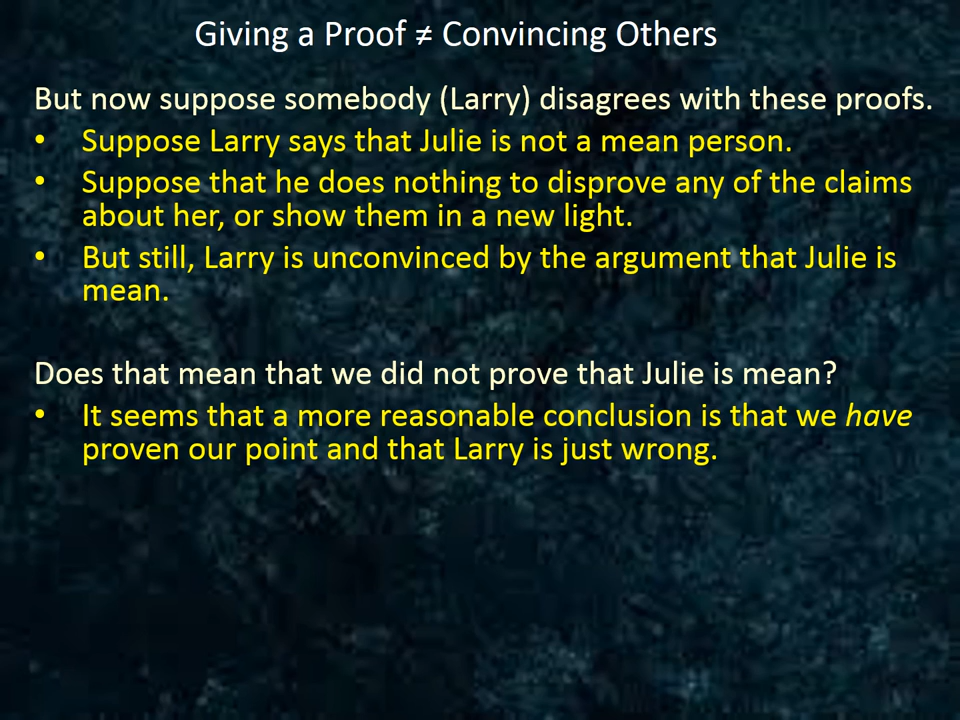 Giving a Proof ≠ Convincing Others
But now suppose somebody (Larry) disagrees with these proofs.
• Suppose Larry says that Julie is not a mean person.
• Suppose that he does nothing to disprove any of the claims
about her, or show them in a new light.
• But still, Larry is unconvinced by the argument that Julie is
mean.
Does that mean that we did not prove that Julie is mean?
• It seems that a more reasonable conclusion is that we have
proven our point and that Larry is just wrong.